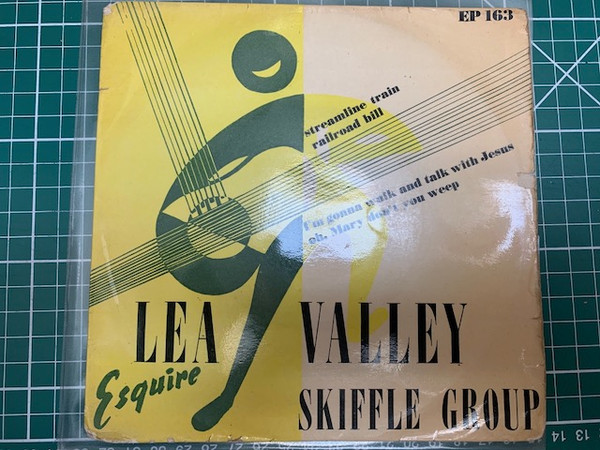 EP 163
streamline train
railroad bill
I'm gonna walk and talk with Jesus
oh, Mary don't you weep
LEA VALLEY
Esquire
SKIFFLE GROUP